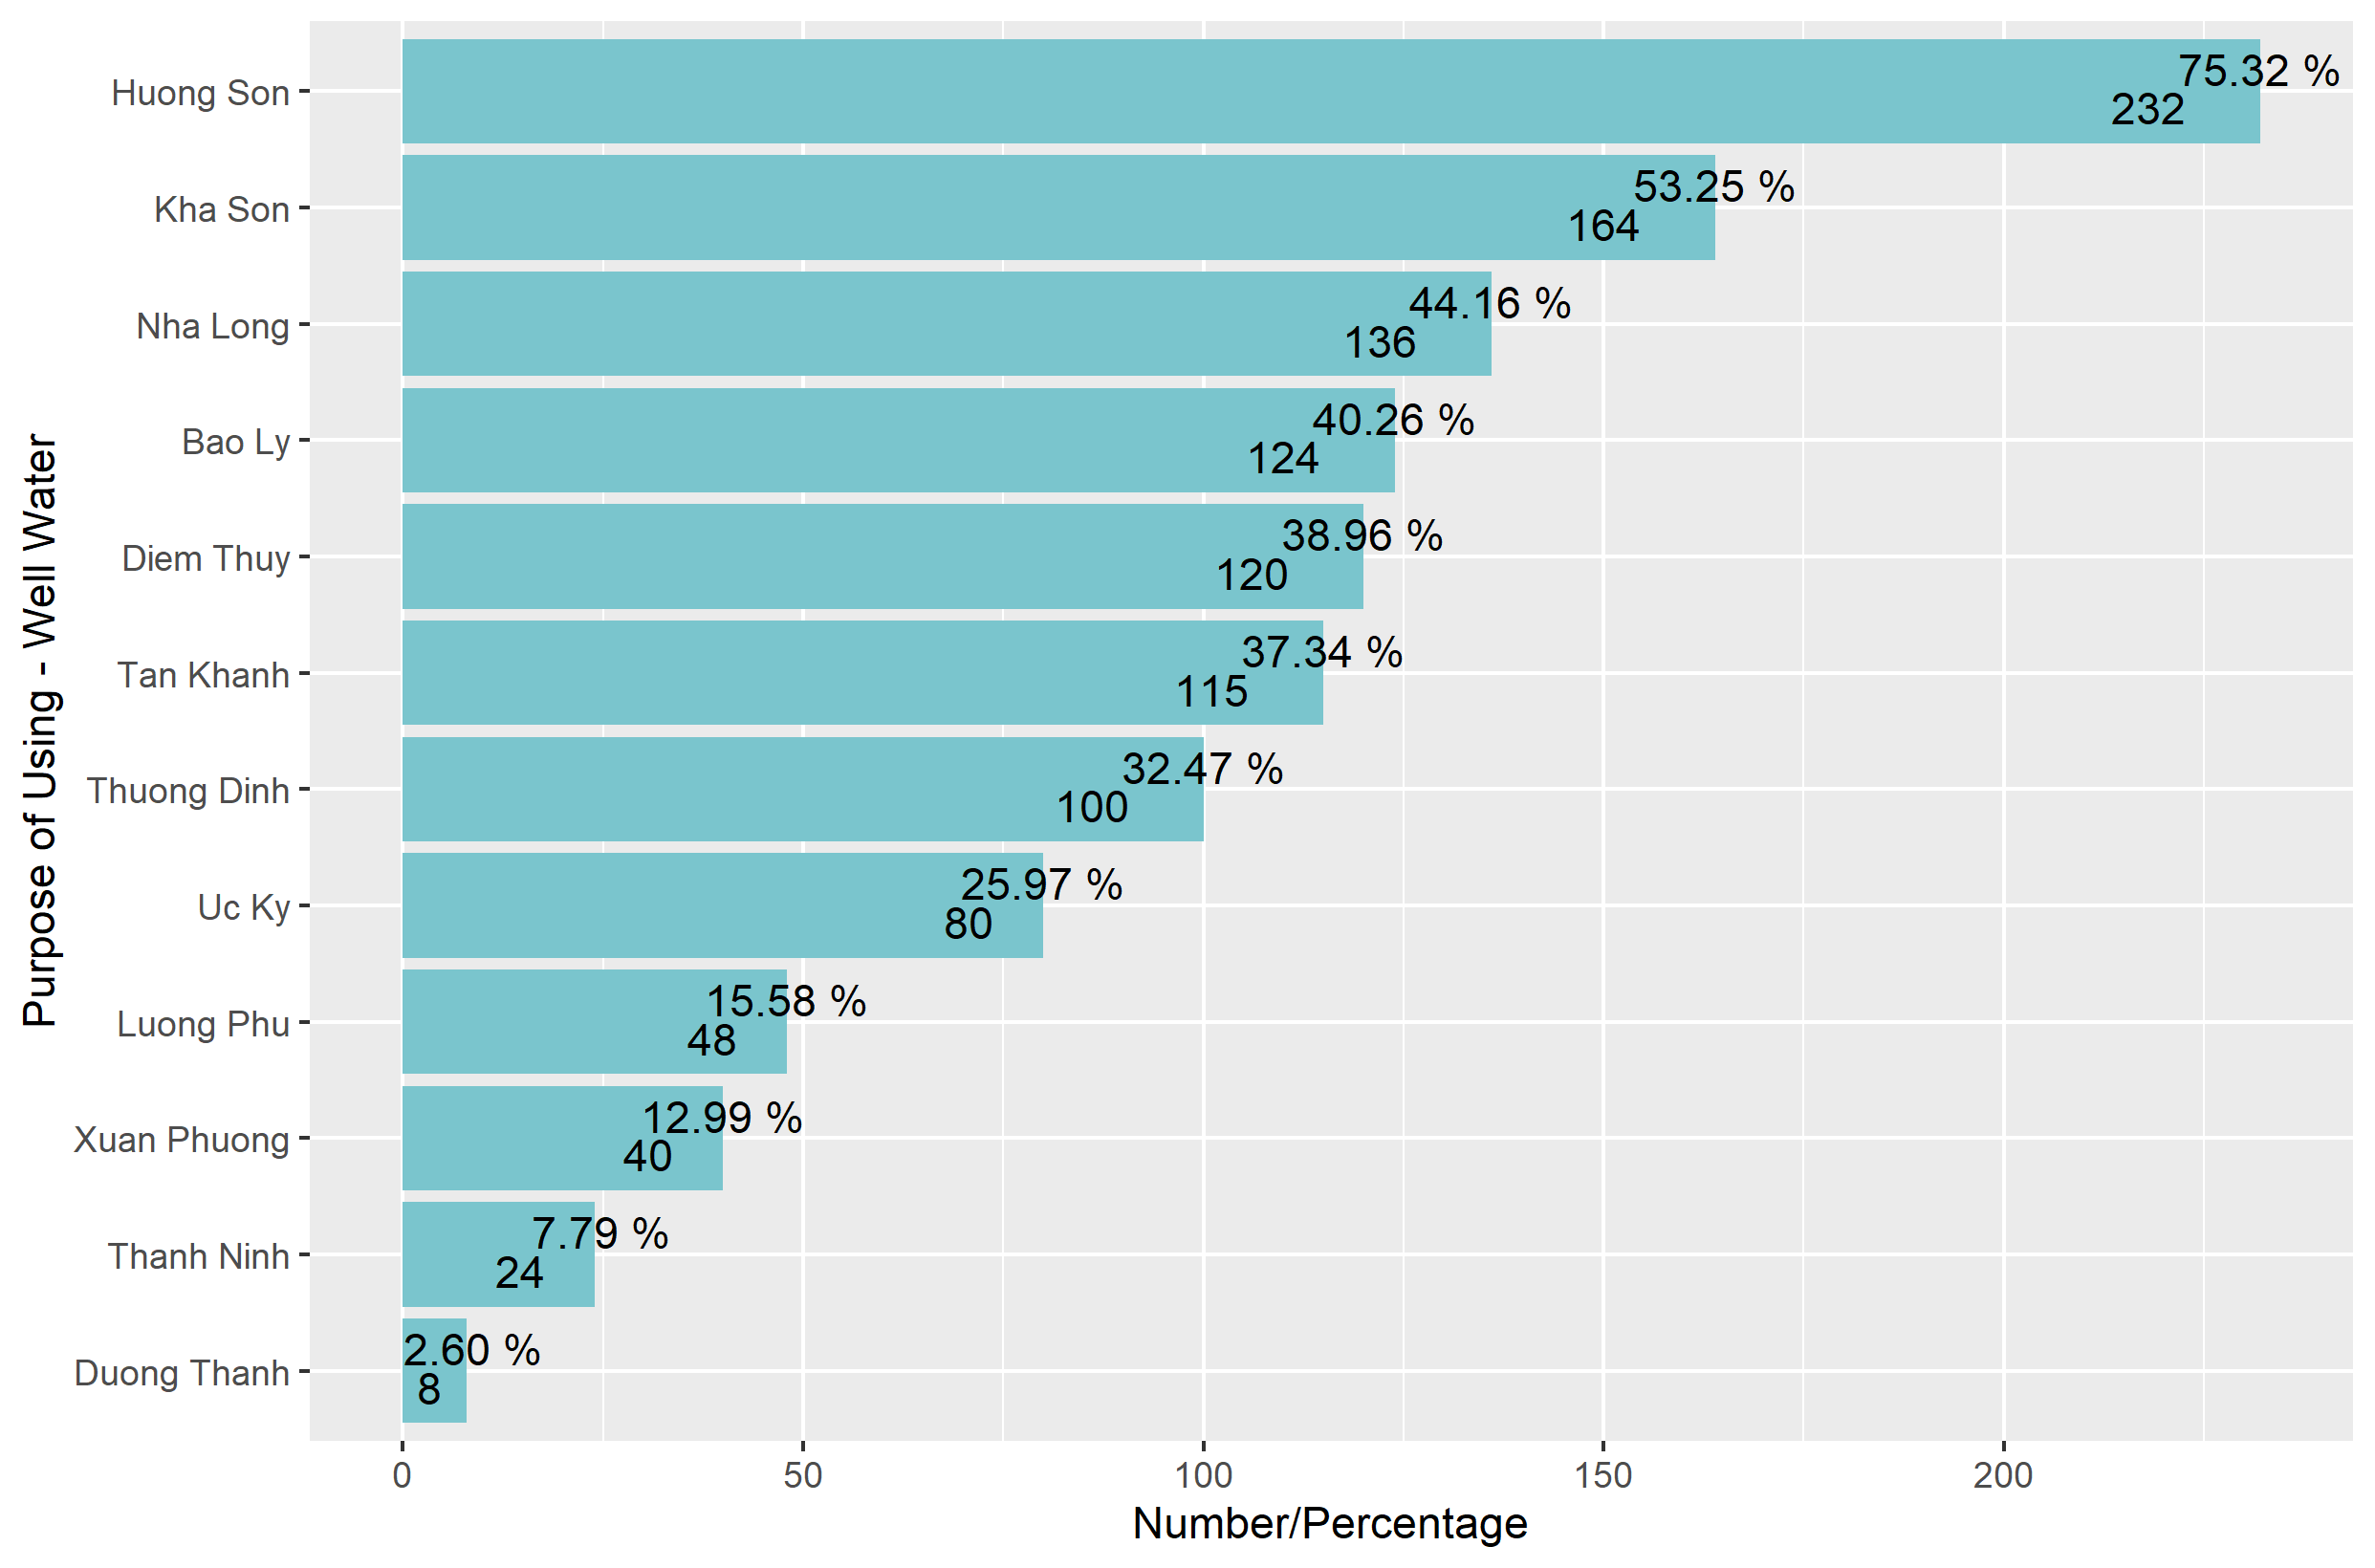 Purpose of Using - Well Water
Huong Son
75.32 %
232
Kha Son
53.25 %
164
Nha Long
44.16 %
136
Bao Ly
40.26 %
124
Diem Thuy
38.96 %
120
Tan Khanh
37.34 %
115
Thuong Dinh
32.47 %
100
Uc Ky
25.97 %
80
Luong Phu
15.58 %
48
Xuan Phuong
12.99 %
40
Thanh Ninh
7.79 %
24
Duong Thanh
2.60 %
8
0 50 100 150 200
Number/Percentage